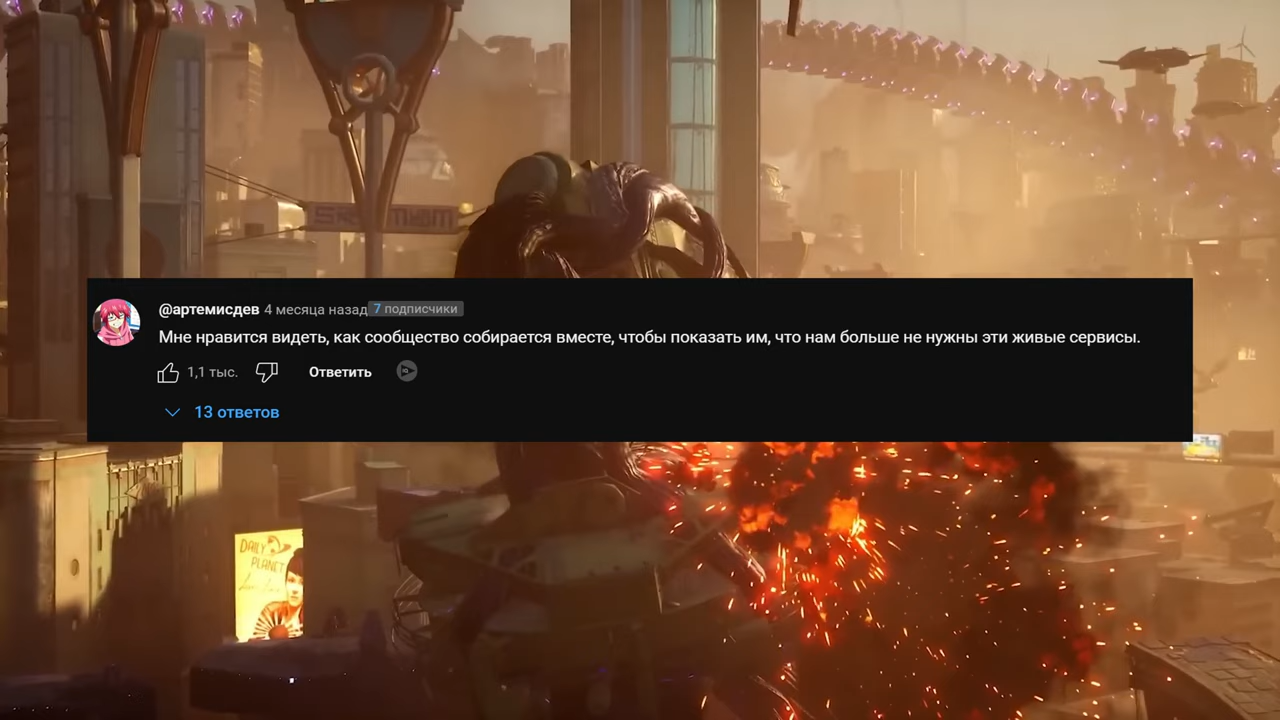 @артемисдев 4 месяца назад 7 подписчики
Мне нравится видеть, как сообщество собирается вместе, чтобы показать им, что нам больше не нужны эти живые сервисы.
1,1 тыс. Ответить
13 ответов
DAILY
PLANET